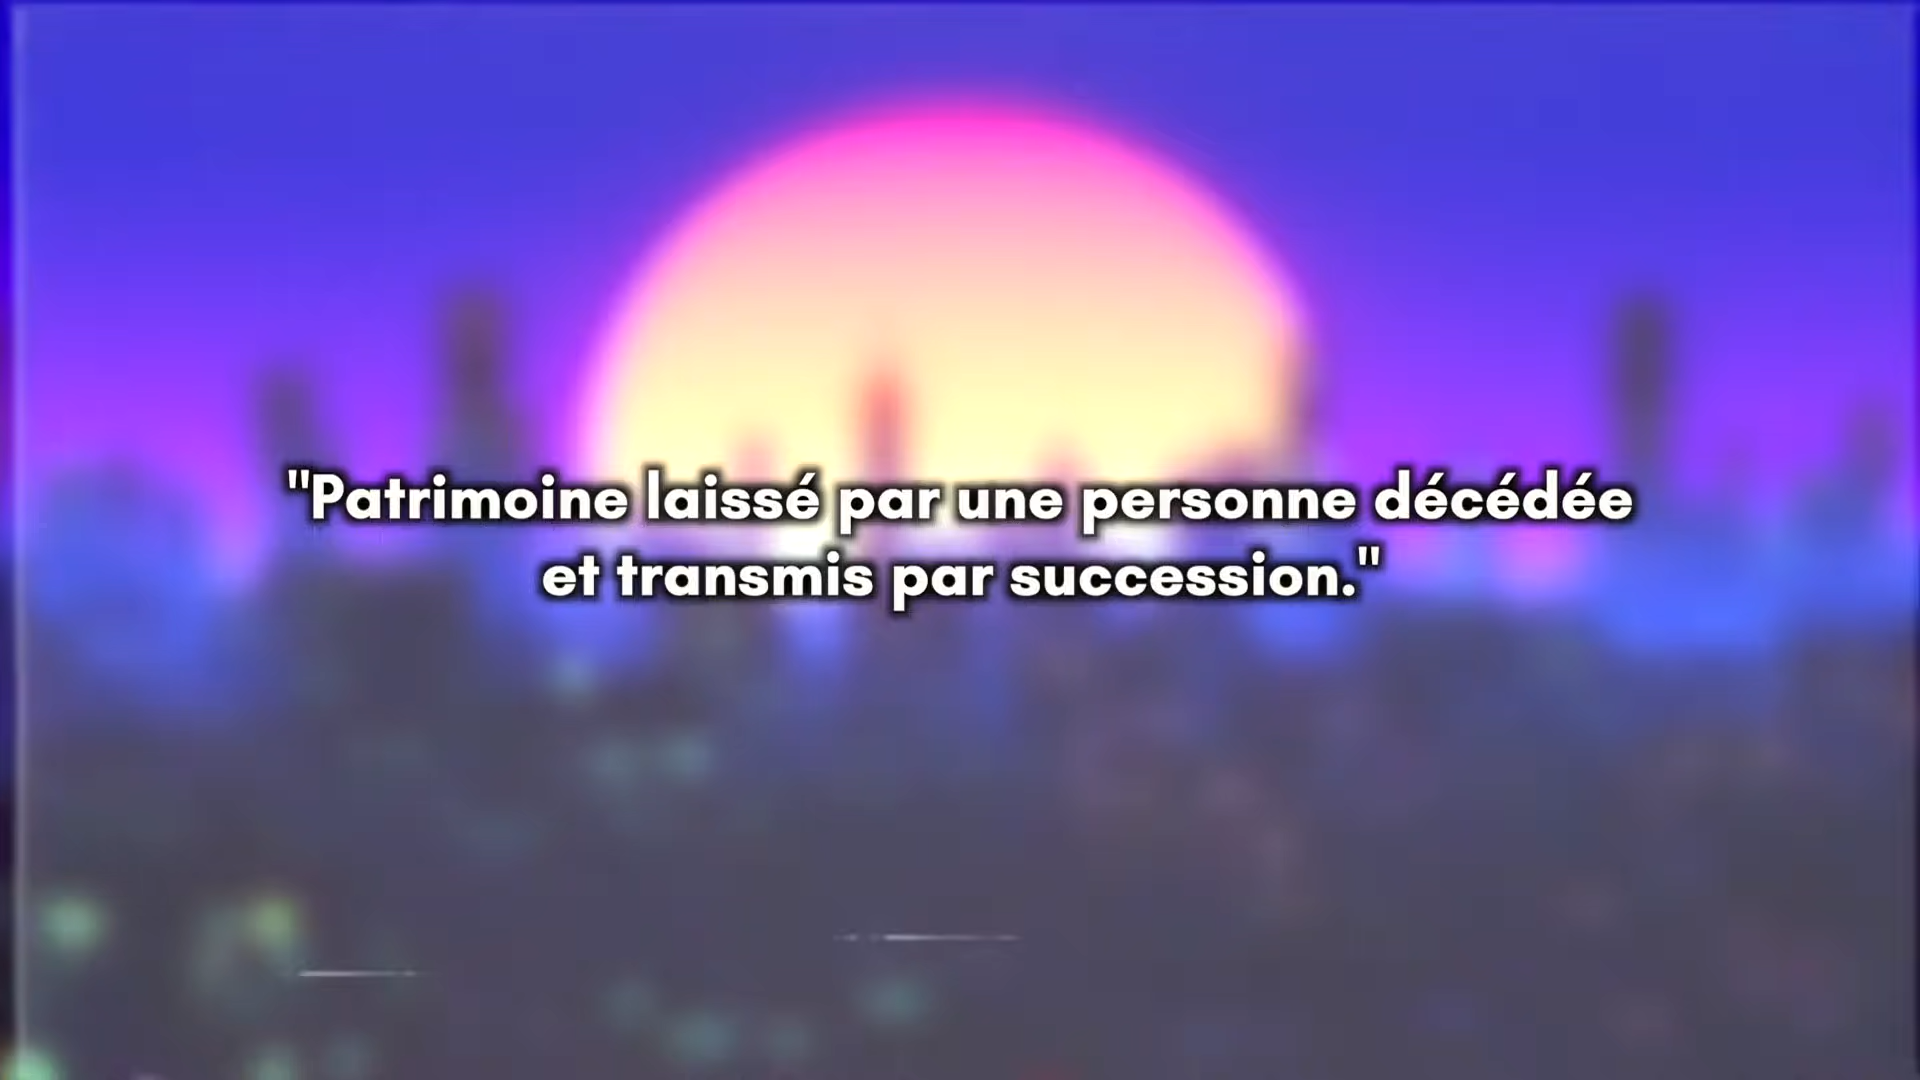 "Patrimoine laissé par une personne décédée
et transmis par succession."